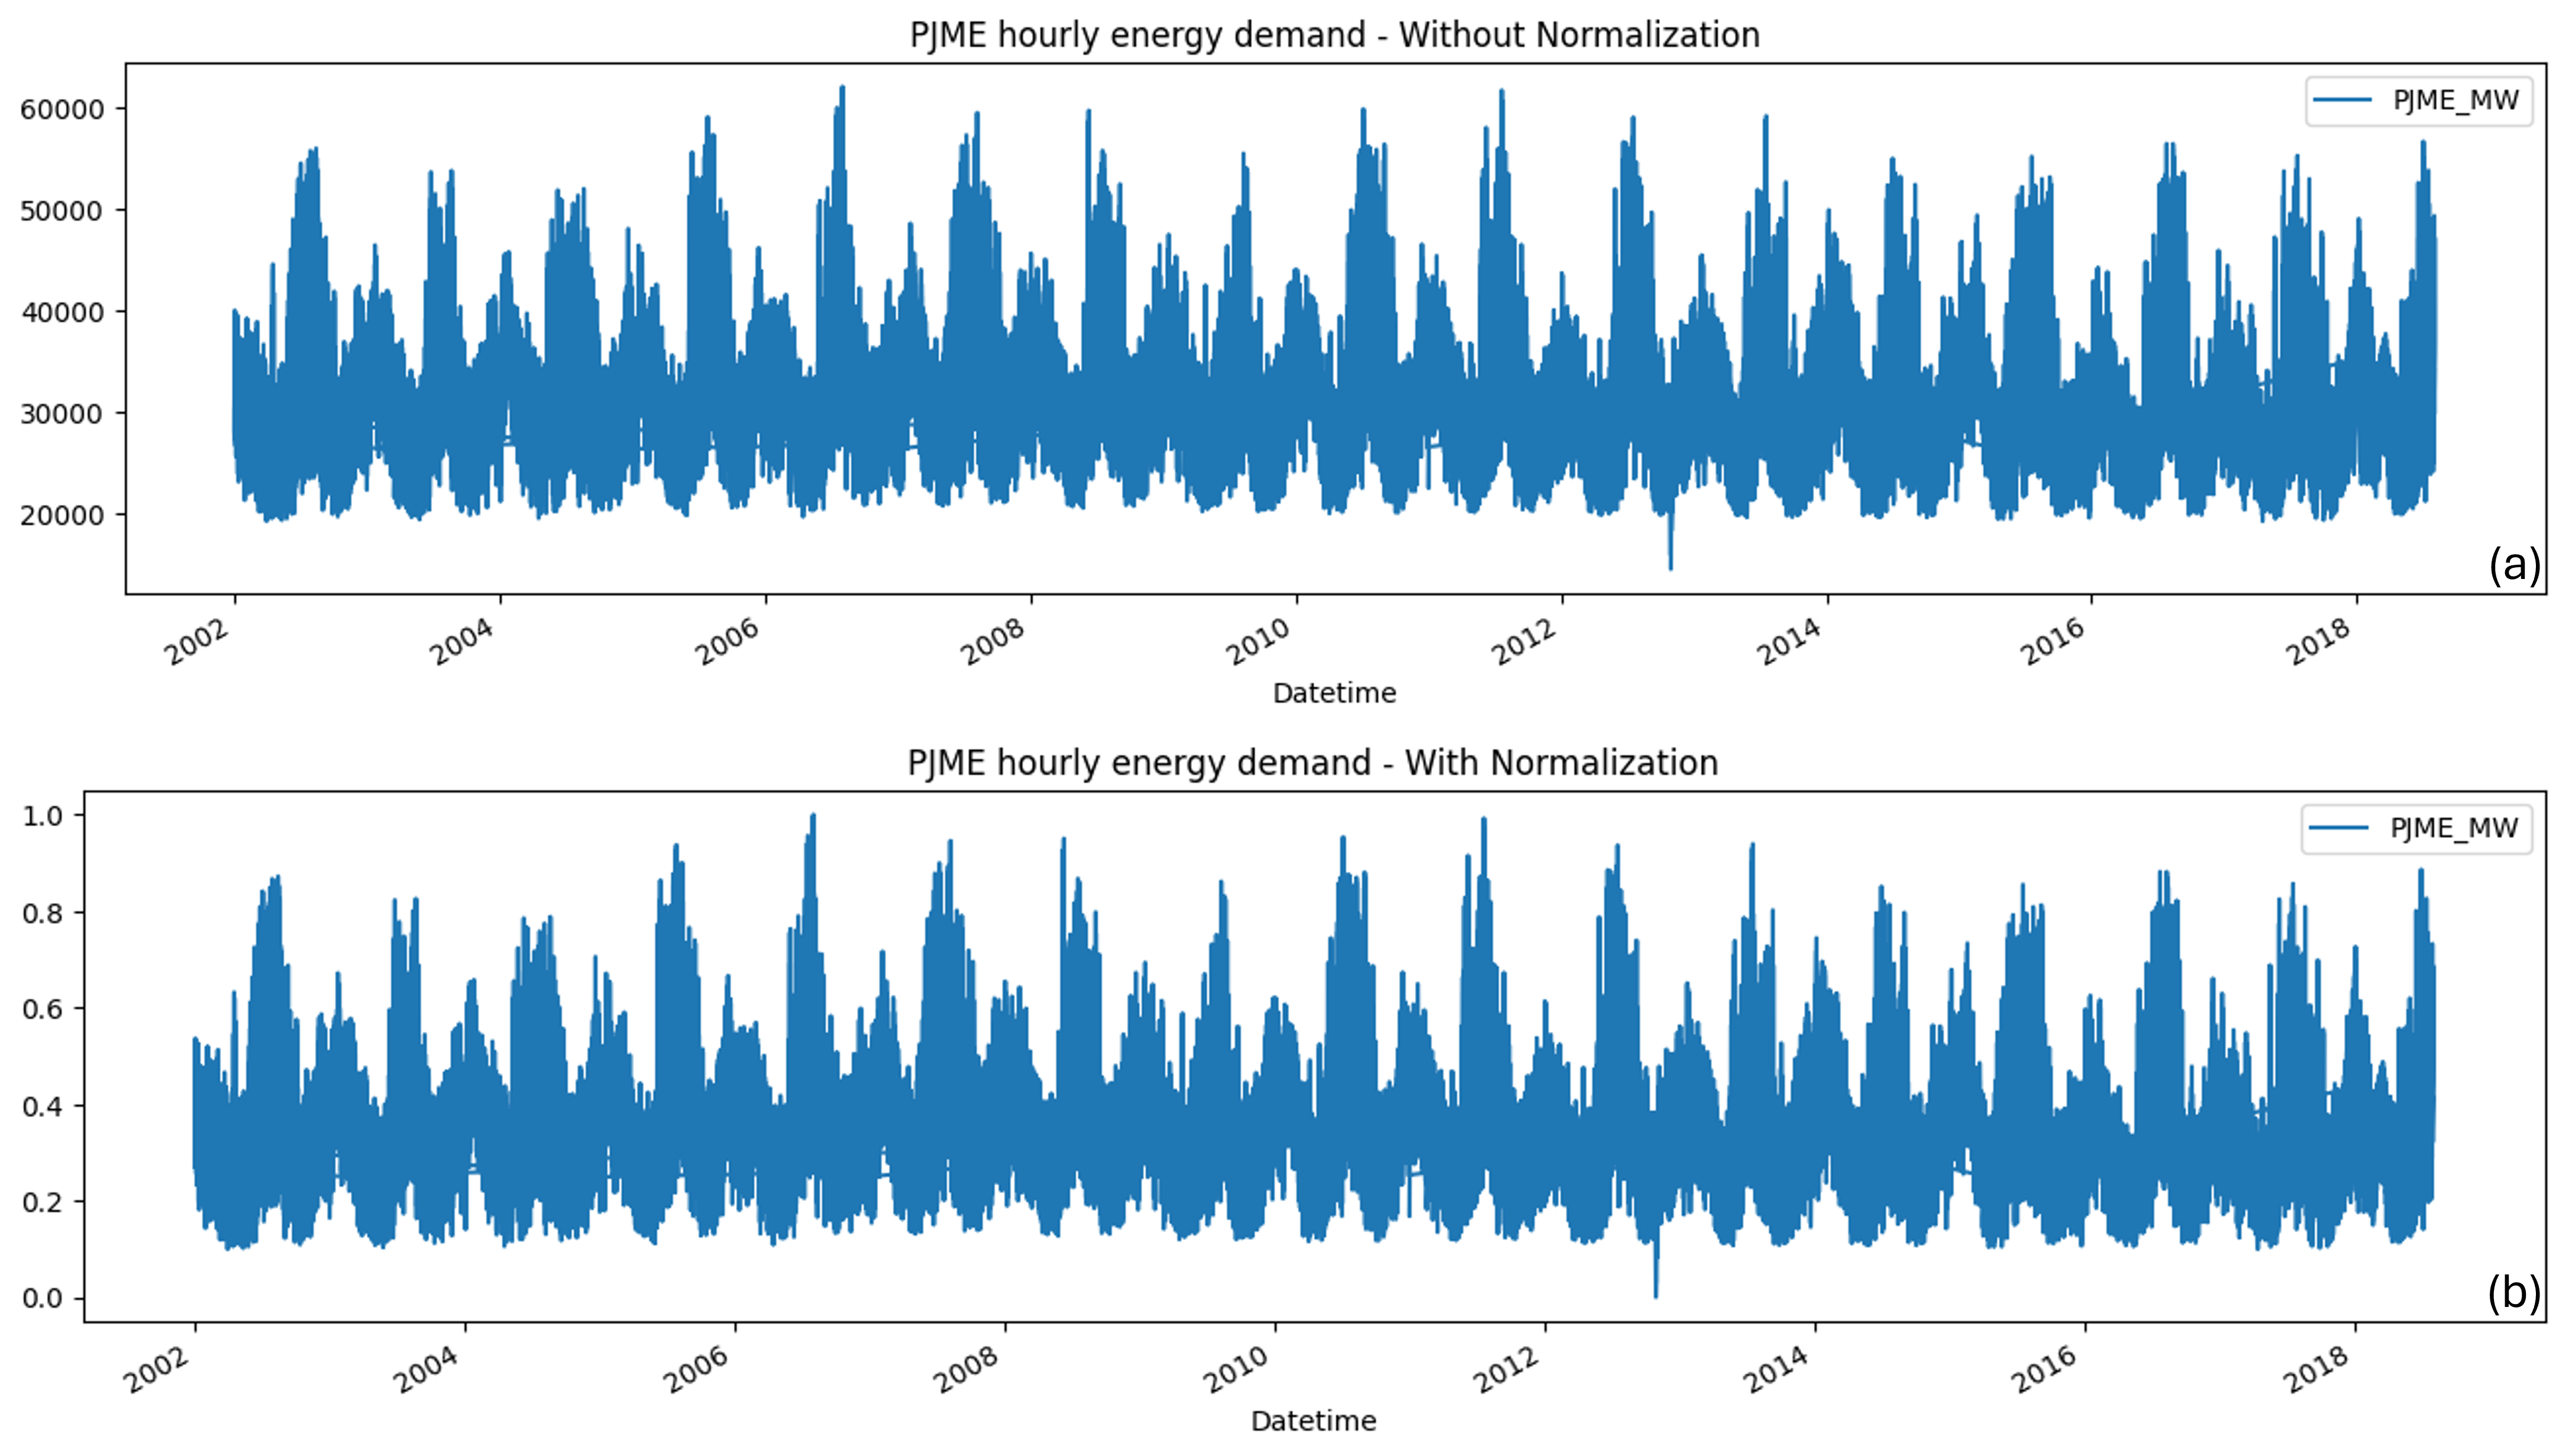 PJME hourly energy demand - Without Normalization
PJME_MW
60000
50000
40000
30000
20000
(a)
2002 2004 2006 2008 2010 2012 2014 2016 2018
Datetime
PJME hourly energy demand - With Normalization
PJME_MW
1.0
0.8
0.6
0.4
0.2
0.0
(b)
2002 2004 2006 2008 2010 2012 2014 2016 2018
Datetime